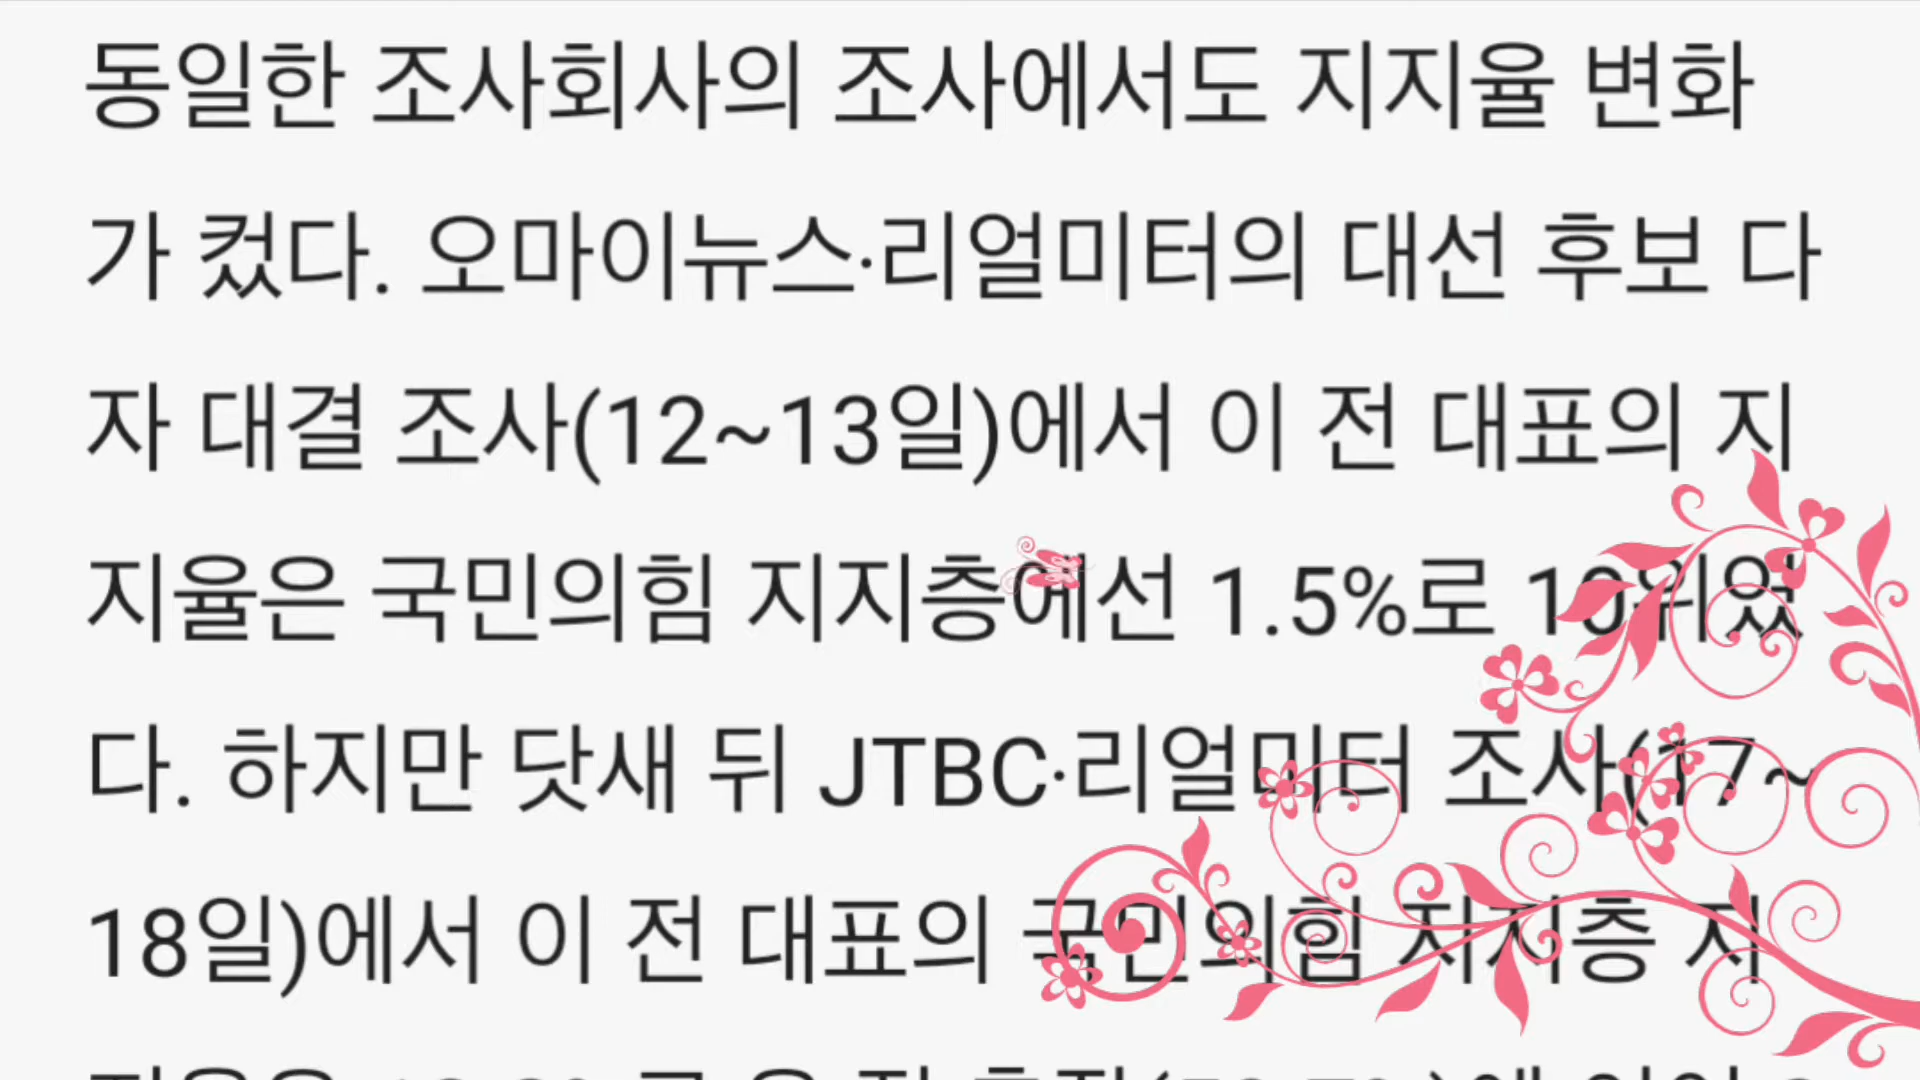 동일한 조사회사의 조사에서도 지지율 변화
가 컸다. 오마이뉴스·리얼미터의 대선 후보 다
자 대결 조사(12~13일)에서 이 전 대표의 지
지율은 국민의힘 지지층에선 1.5%로 10위였
다. 하지만 닷새 뒤 JTBC·리얼미터 조사(17~
18일)에서 이 전 대표의 국민의힘 지지층 지